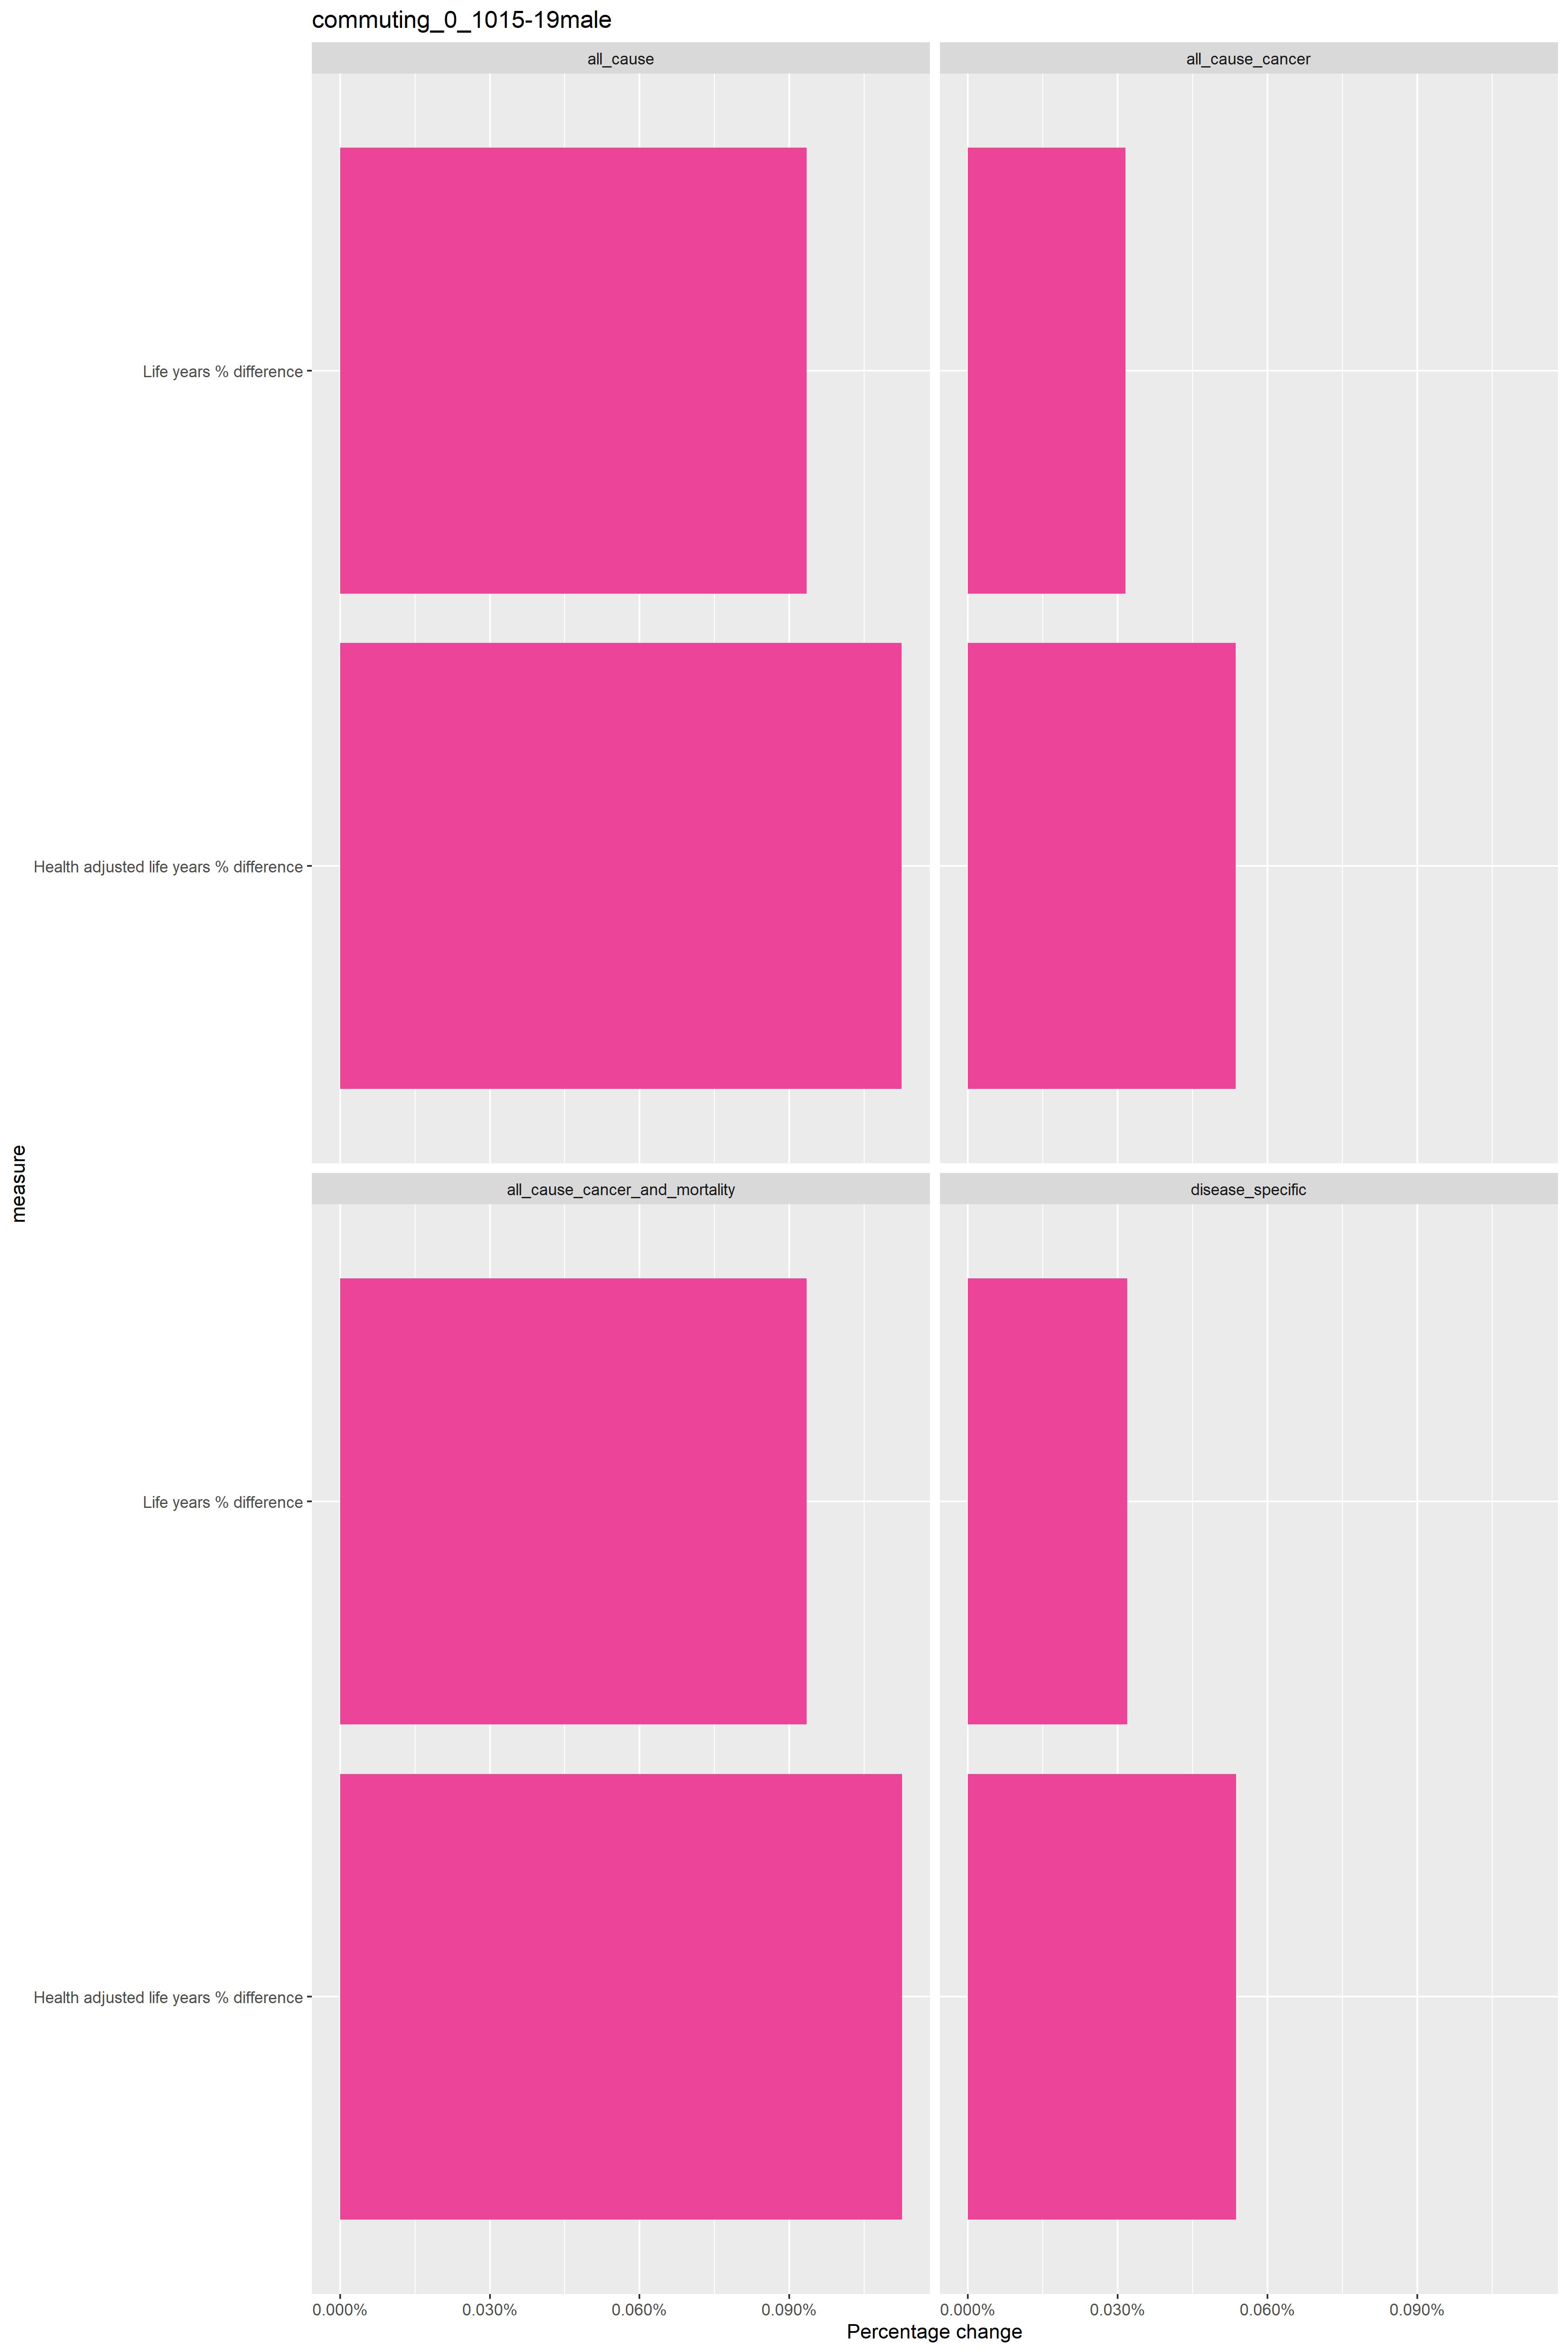 commuting_0_1015-19male
all_cause
all_cause_cancer
Life years % difference
Health adjusted life years % difference
measure
all_cause_cancer_and_mortality
disease_specific
Life years % difference
Health adjusted life years % difference
0.000% 0.030% 0.060% 0.090% 0.000% 0.030% 0.060% 0.090%
Percentage change